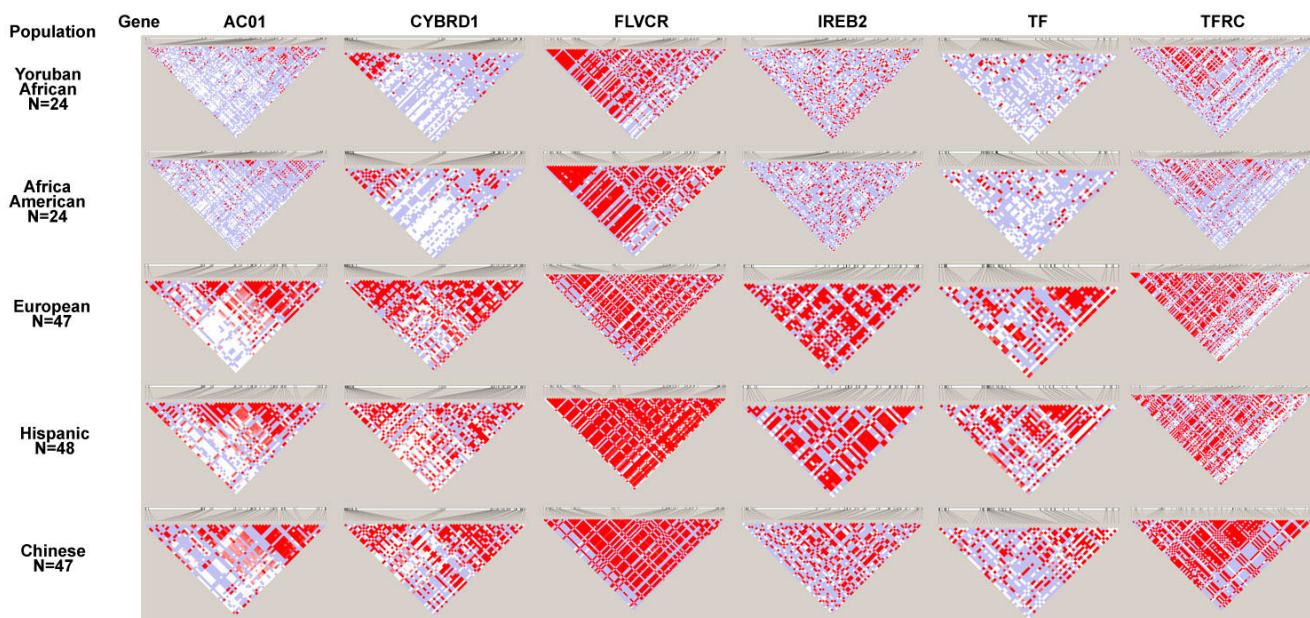 Gene AC01 CYBRD1 FLVCR IREB2 TF TFRC
Population
Yoruban
African
N=24
Africa
American
N=24
European
N=47
Hispanic
N=48
Chinese
N=47